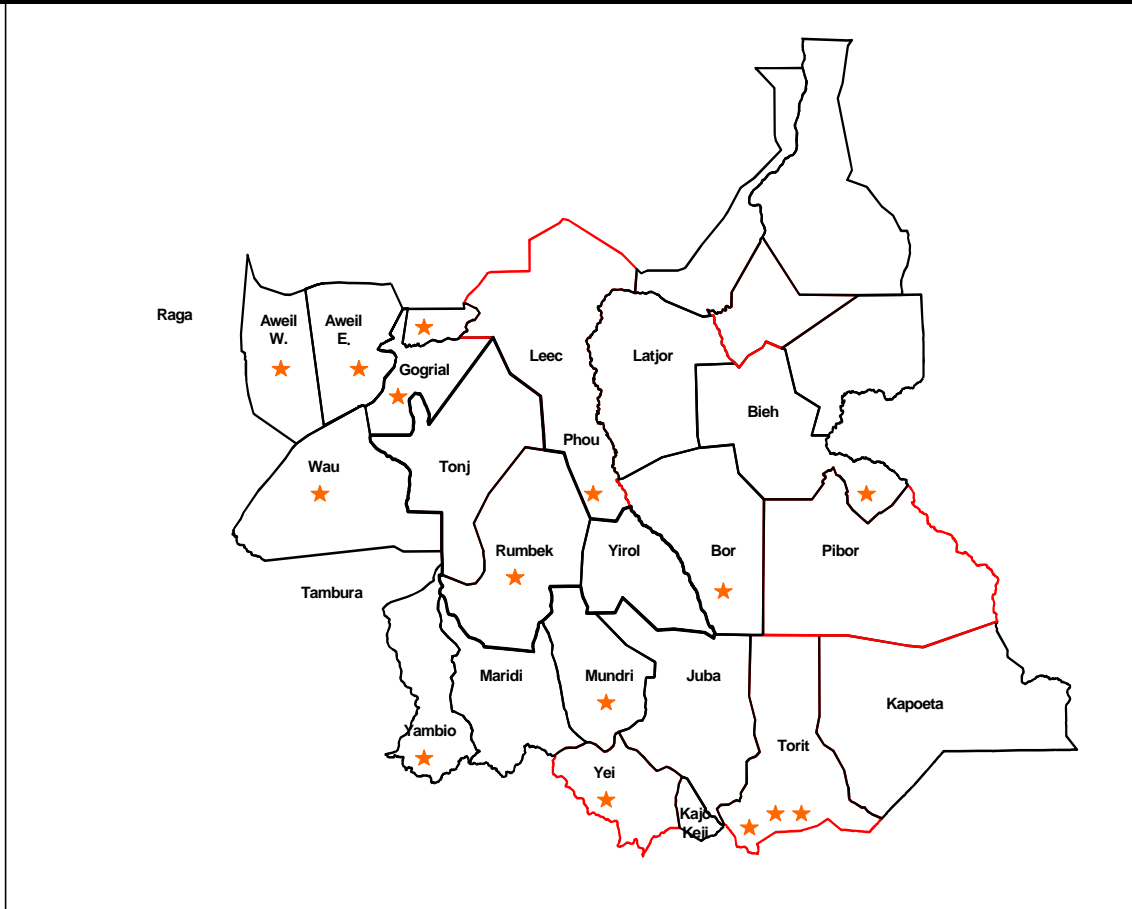 Raga
Aweil
W.
Aweil
E.
Gogrial
Leec
Latjor
Bieh
Phou
Wau
Tonj
Rumbek
Yirol
Bor
Pibor
Tambura
Maridi
Mundri
Juba
Kapoeta
Yambio
Torit
Yei
Kajo
Keji